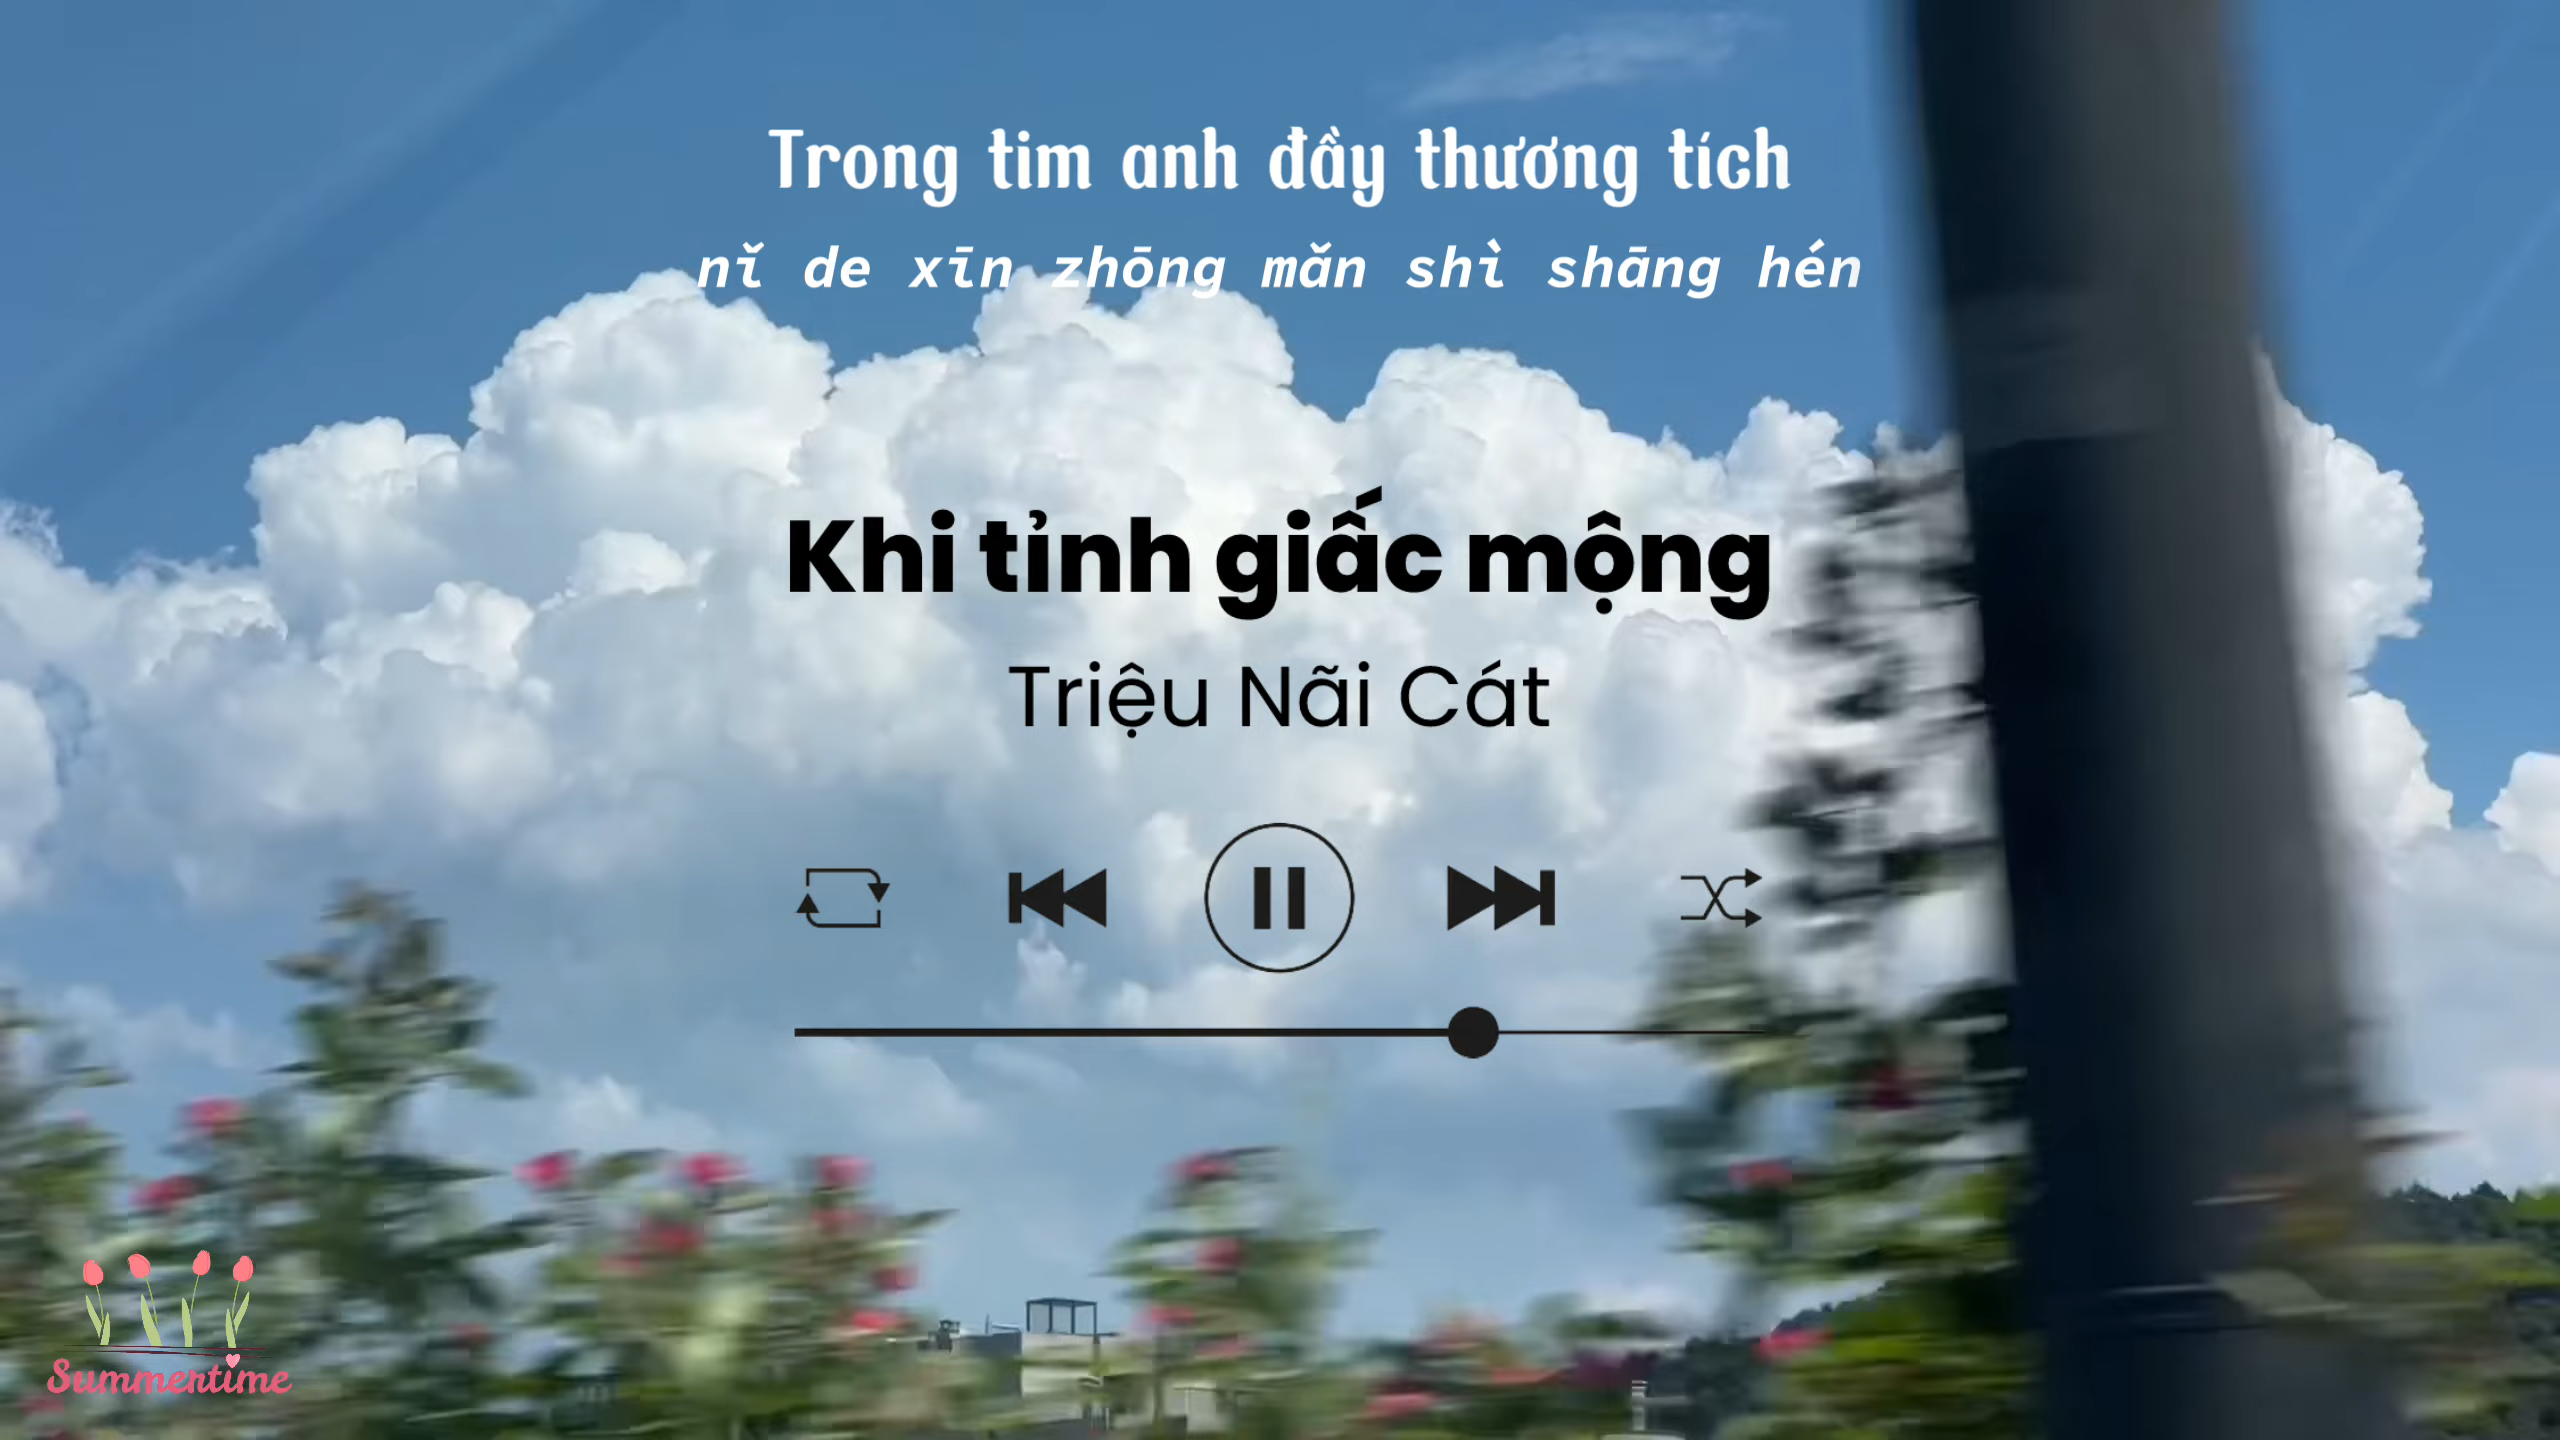 Trong tim anh đầy thương tích
nǐ de xīn zhōng mǎn shì shāng hén
Khi tỉnh giấc mộng
Triệu Nãi Cát
Summertime